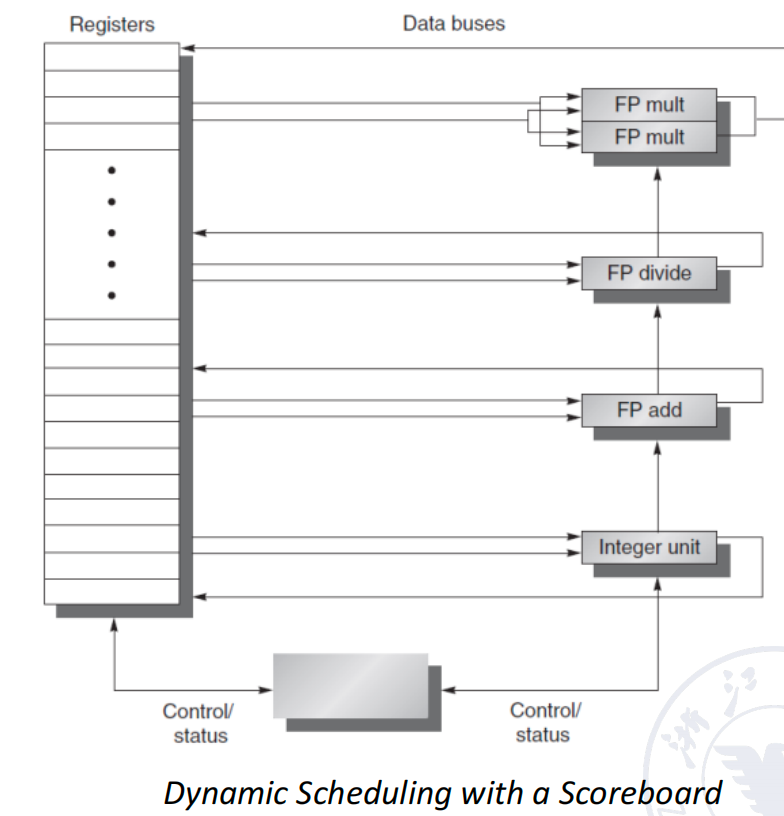 Registers
Data buses
FP mult
FP mult
FP divide
FP add
Integer unit
Control/
status
Control/
status
Dynamic Scheduling with a Scoreboard